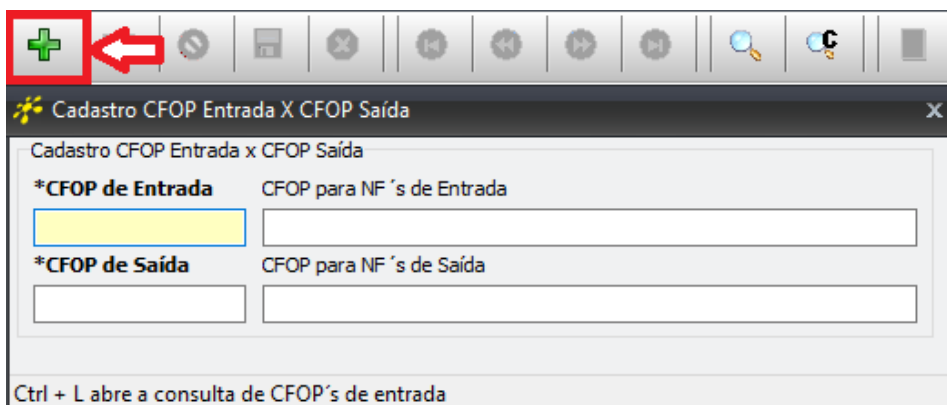 C
Cadastro CFOP Entrada X CFOP Saída x
Cadastro CFOP Entrada x CFOP Saída
*CFOP de Entrada CFOP para NF ´s de Entrada
*CFOP de Saída CFOP para NF ´s de Saída
Ctrl + L abre a consulta de CFOP´s de entrada